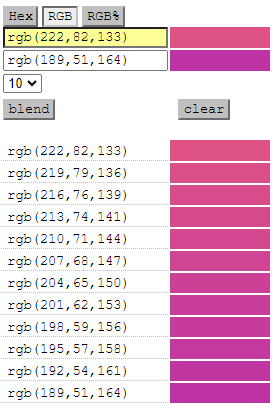 Hex RGB RGB%
rgb(222,82,133)
rgb(189,51,164)
10
blend clear
rgb(222,82,133)
rgb(219,79,136)
rgb(216,76,139)
rgb(213,74,141)
rgb(210,71,144)
rgb(207,68,147)
rgb(204,65,150)
rgb(201,62,153)
rgb(198,59,156)
rgb(195,57,158)
rgb(192,54,161)
rgb(189,51,164)